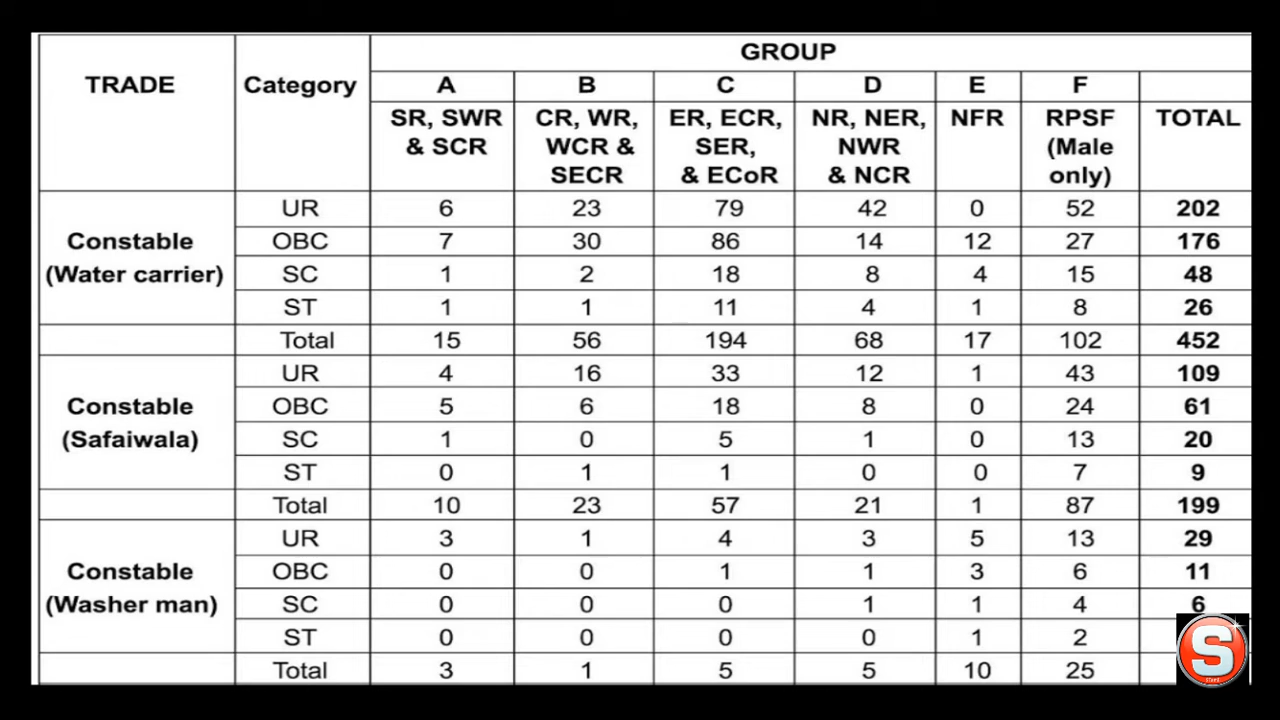 GROUP
TRADE Category A B C D E F
SR, SWR & SCR CR, WR, WCR & SECR ER, ECR, SER, & ECoR NR, NER, NWR & NCR NFR RPSF (Male only) TOTAL
UR 6 23 79 42 0 52 202
Constable OBC 7 30 86 14 12 27 176
(Water carrier) SC 1 2 18 8 4 15 48
ST 1 1 11 4 1 8 26
Total 15 56 194 68 17 102 452
UR 4 16 33 12 1 43 109
Constable OBC 5 6 18 8 0 24 61
(Safaiwala) SC 1 0 5 1 0 13 20
ST 0 1 1 0 0 7 9
Total 10 23 57 21 1 87 199
UR 3 1 4 3 5 13 29
Constable OBC 0 0 1 1 3 6 11
(Washer man) SC 0 0 0 1 1 4 6
ST 0 0 0 0 1 2
Total 3 1 5 5 10 25
S